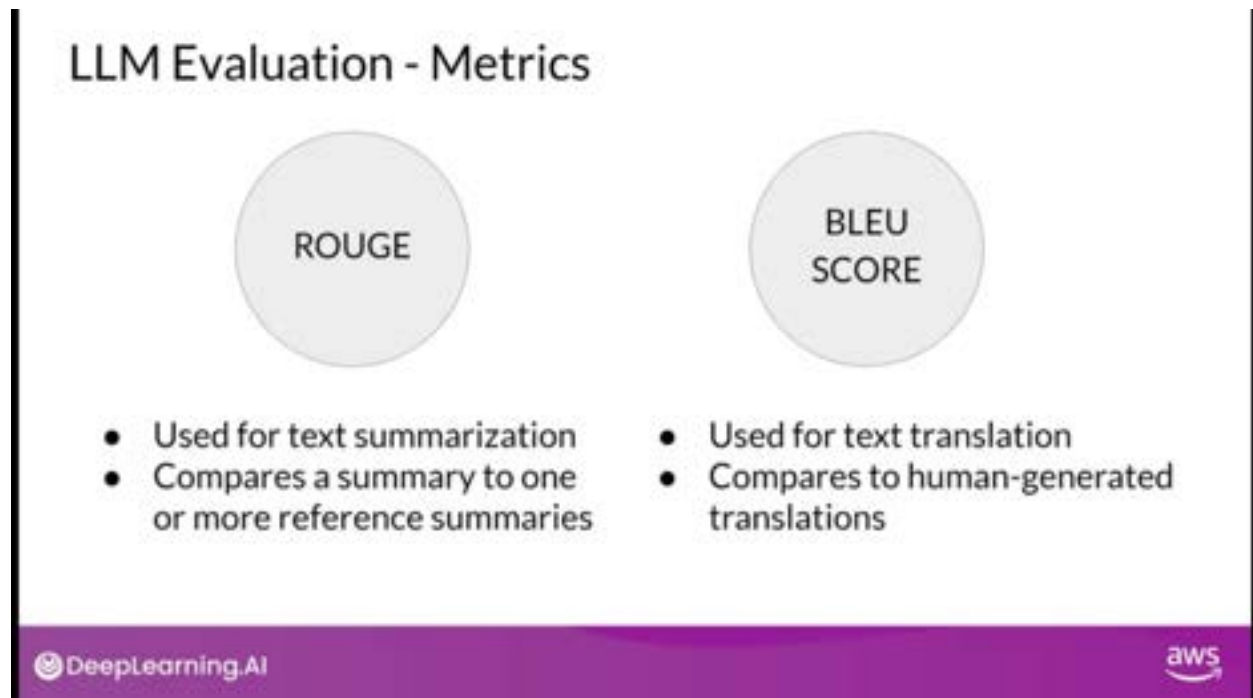 LLM Evaluation - Metrics
ROUGE
BLEU
SCORE
● Used for text summarization
● Compares a summary to one
or more reference summaries
● Used for text translation
● Compares to human-generated
translations
DeepLearning.AI
aws